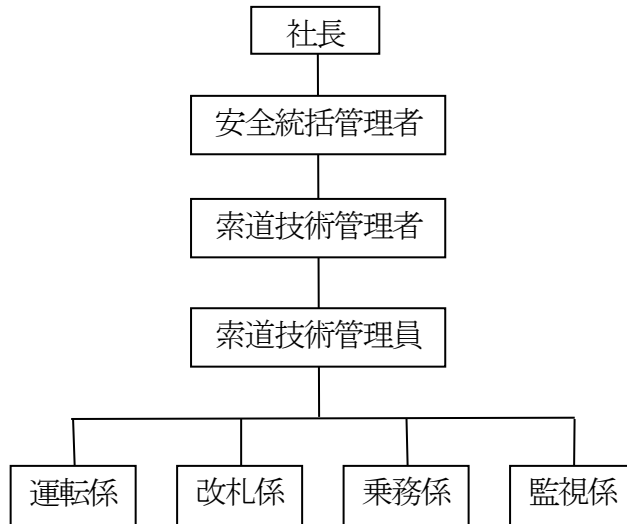 社長
安全統括管理者
索道技術管理者
索道技術管理員
運転係
改札係
乗務係
監視係